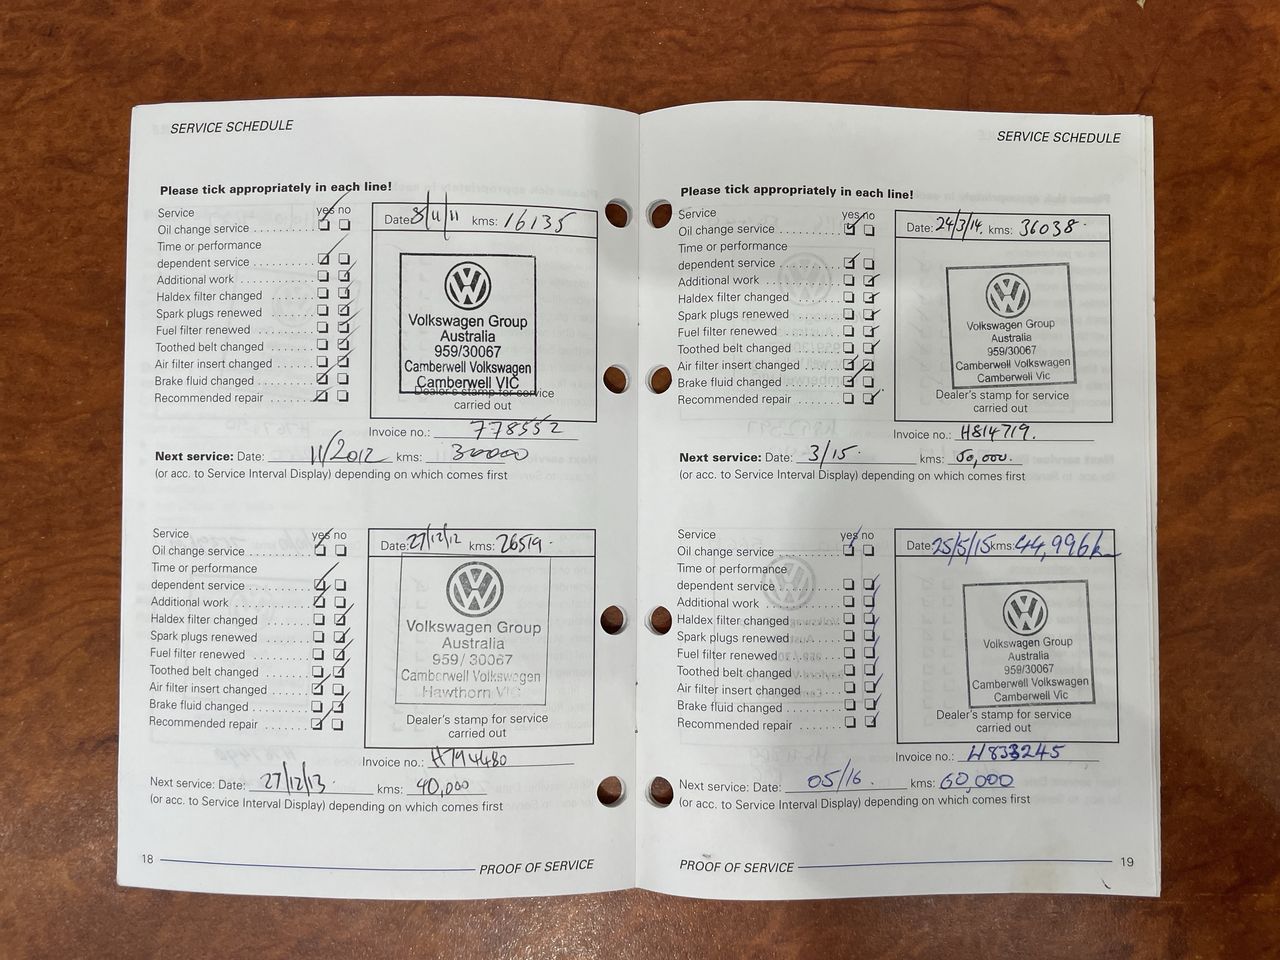 SERVICE SCHEDULE
Please tick appropriately in each line!
Service yes no
Oil change service
Time or performance
dependent service
Additional work
Haldex filter changed
Spark plugs renewed
Fuel filter renewed
Toothed belt changed
Air filter insert changed
Brake fluid changed
Recommended repair
Date: 8/11/11 kms: 16135
Volkswagen Group
Australia
959/30067
Camberwell Volkswagen
Camberwell VIC
Dealer's stamp for service
carried out
Invoice no.: 778552
Next service: Date: 11/2012 kms: 30000
(or acc. to Service Interval Display) depending on which comes first
Service yes no
Oil change service
Time or performance
dependent service
Additional work
Haldex filter changed
Spark plugs renewed
Fuel filter renewed
Toothed belt changed
Air filter insert changed
Brake fluid changed
Recommended repair
Date: 27/12/12 kms: 26519.
Volkswagen Group
Australia
959/30067
Camberwell Volkswagen
Hawthorn VIC
Dealer's stamp for service
carried out
Invoice no.: H794480
Next service: Date: 27/12/13. kms: 40,000
(or acc. to Service Interval Display) depending on which comes first
18 PROOF OF SERVICE
SERVICE SCHEDULE
Please tick appropriately in each line!
Service yes no
Oil change service
Time or performance
dependent service
Additional work
Haldex filter changed
Spark plugs renewed
Fuel filter renewed
Toothed belt changed
Air filter insert changed
Brake fluid changed
Recommended repair
Date: 24/3/14. kms: 36038.
Volkswagen Group
Australia
959/30067
Camberwell Volkswagen
Camberwell Vic
Dealer's stamp for service
carried out
Invoice no.: H814719.
Next service: Date: 3/15. kms: 50,000.
(or acc. to Service Interval Display) depending on which comes first
Service yes no
Oil change service
Time or performance
dependent service
Additional work
Haldex filter changed
Spark plugs renewed
Fuel filter renewed
Toothed belt changed
Air filter insert changed
Brake fluid changed
Recommended repair
Date: 25/5/15 kms: 44,996km
Volkswagen Group
Australia
959/30067
Camberwell Volkswagen
Camberwell Vic
Dealer's stamp for service
carried out
Invoice no.: H833245
Next service: Date: 05/16. kms: 60,000
(or acc. to Service Interval Display) depending on which comes first
PROOF OF SERVICE 19